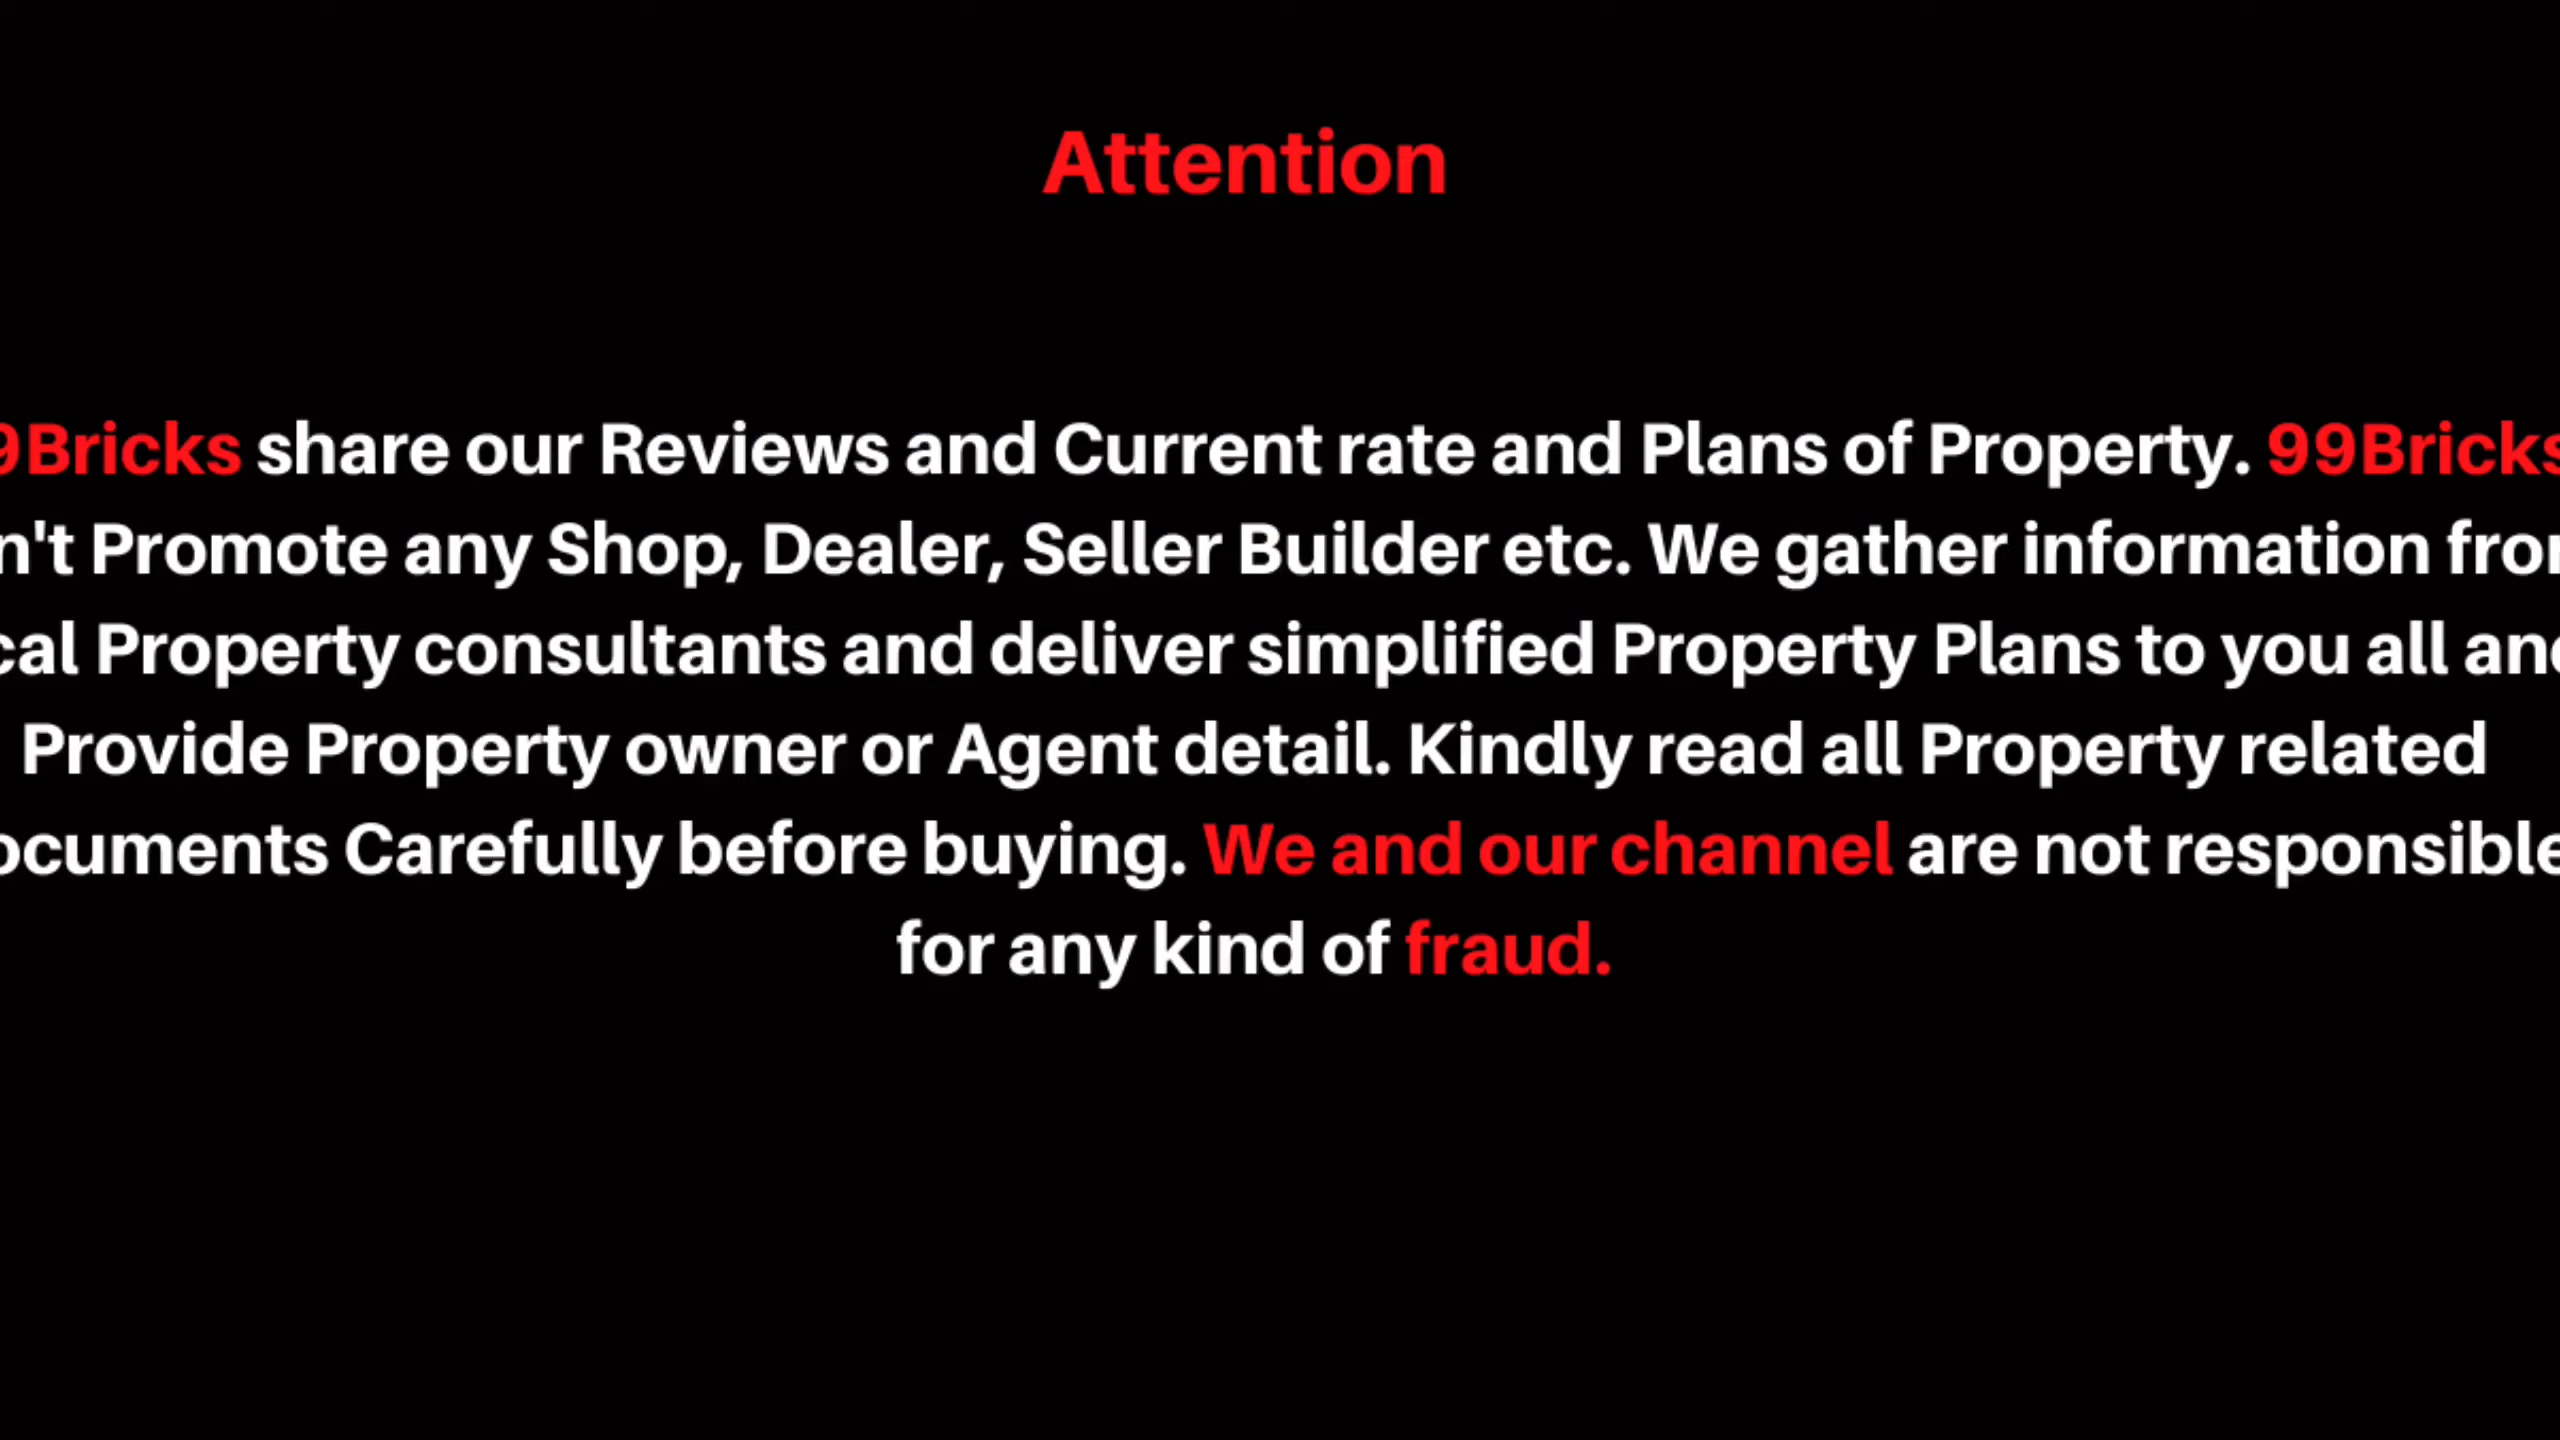 Attention
9Bricks share our Reviews and Current rate and Plans of Property. 99Bricks
n't Promote any Shop, Dealer, Seller Builder etc. We gather information from
cal Property consultants and deliver simplified Property Plans to you all and
Provide Property owner or Agent detail. Kindly read all Property related
ocuments Carefully before buying. We and our channel are not responsible
for any kind of fraud.